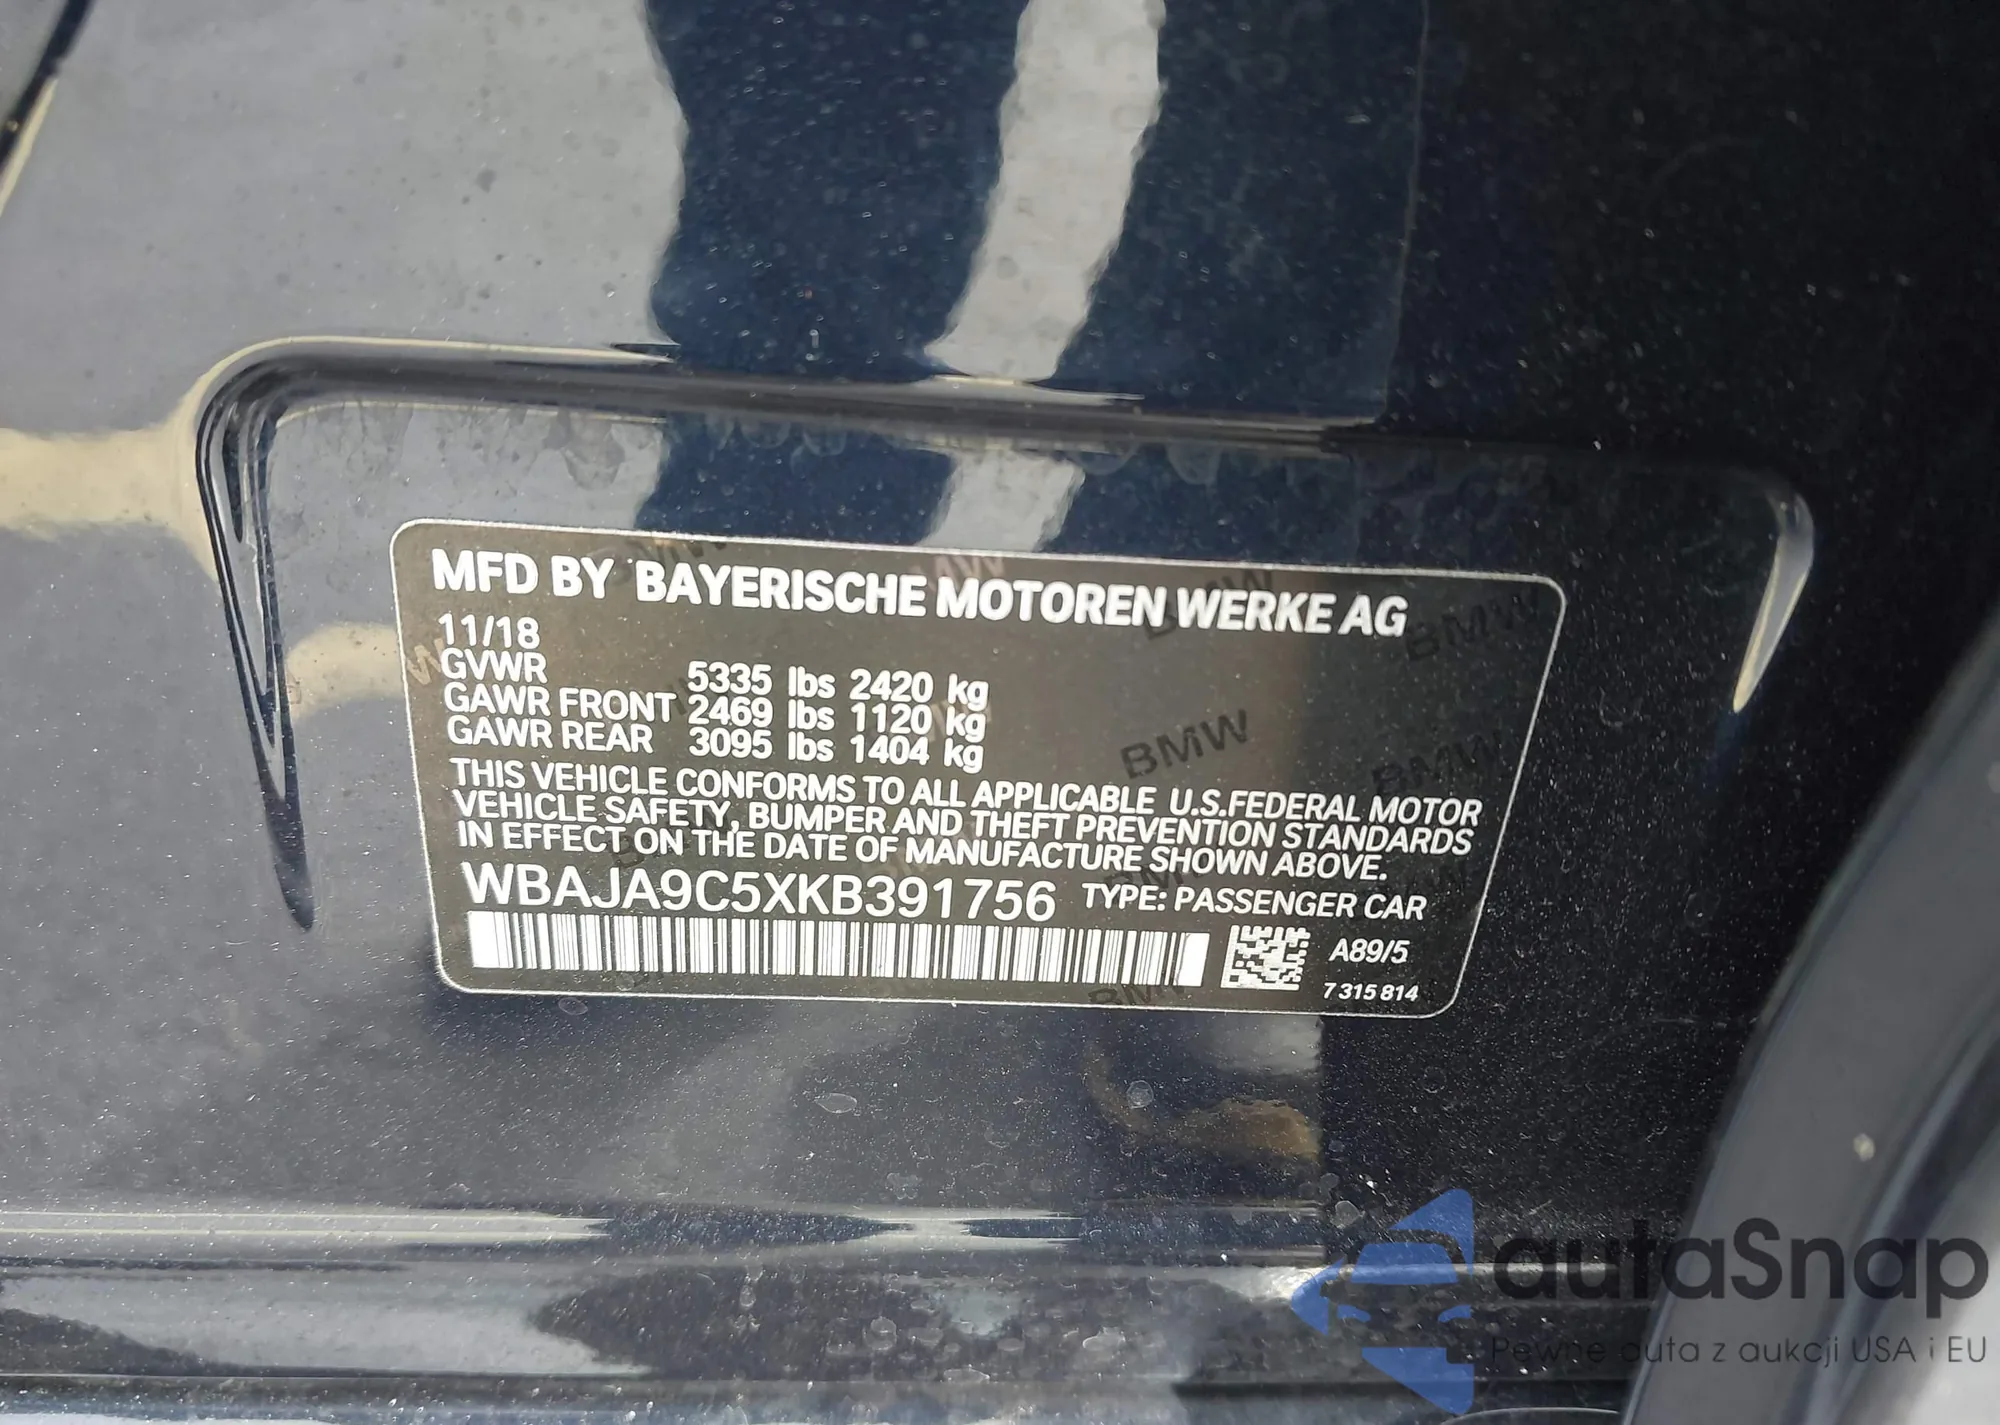 MFD BY BAYERISCHE MOTOREN WERKE AG
11/18
GVWR 5335 lbs 2420 kg
GAWR FRONT 2469 lbs 1120 kg
GAWR REAR 3095 lbs 1404 kg
THIS VEHICLE CONFORMS TO ALL APPLICABLE U.S.FEDERAL MOTOR
VEHICLE SAFETY, BUMPER AND THEFT PREVENTION STANDARDS
IN EFFECT ON THE DATE OF MANUFACTURE SHOWN ABOVE.
WBAJA9C5XKB391756 TYPE: PASSENGER CAR
A89/5
7 315 814
BMW
autaSnap
Pewne auta z aukcji USA i EU